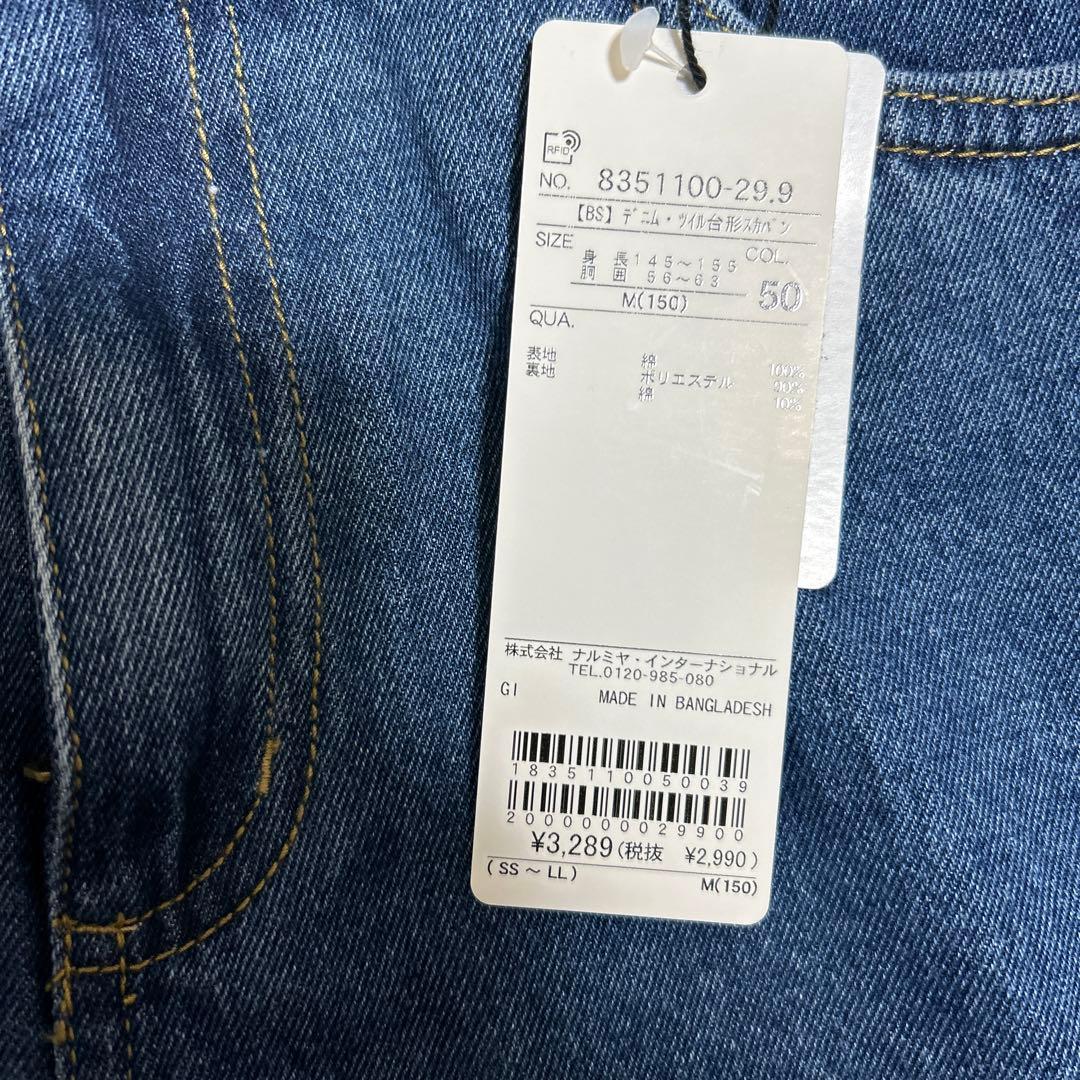 RFID
NO. 8351100-29.9
【BS】デニム・ツイル台形スカパン
SIZE 身長145~155 COL.
胴囲 56~63
M(150) 50
QUA.
表地 綿 100%
裏地 ポリエステル 90%
綿 10%
株式会社 ナルミヤ・インターナショナル
TEL.0120-985-080
GI MADE IN BANGLADESH
1835110050039
2000000029900
¥3,289(税抜 ¥2,990)
(SS~LL) M(150)